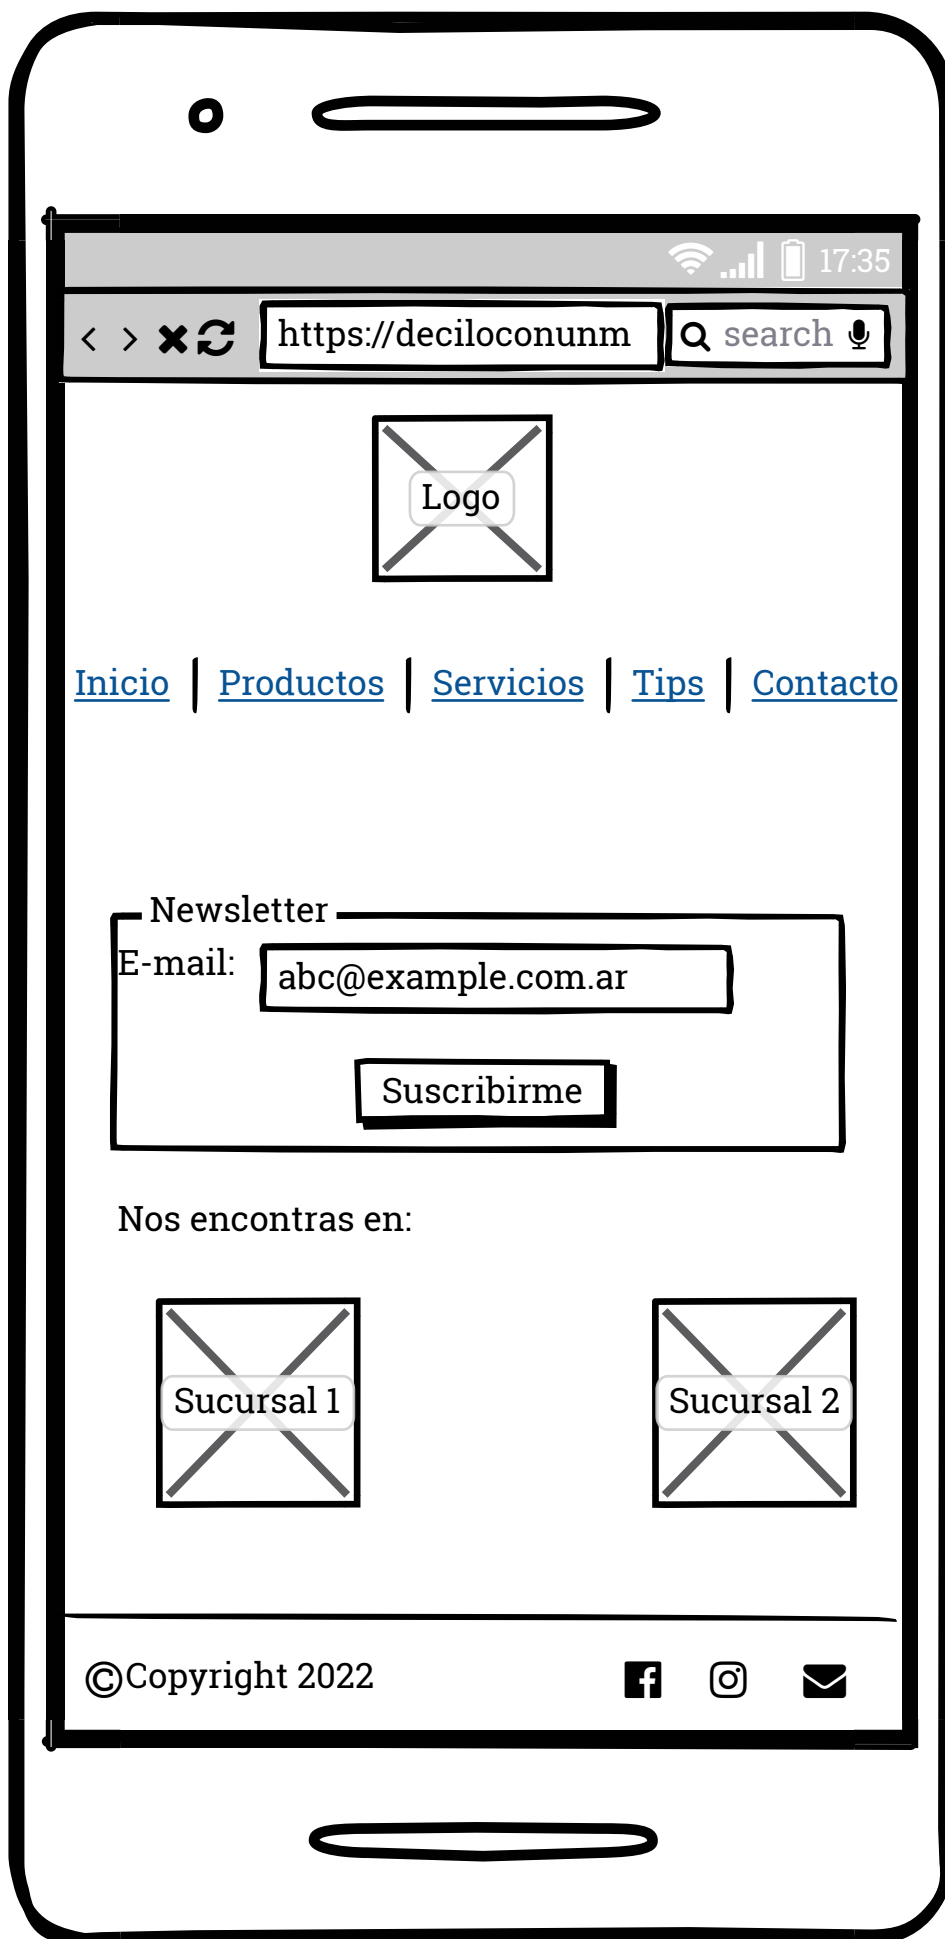 17:35
https://deciloconunm search
Logo
Inicio Productos Servicios Tips Contacto
Newsletter
E-mail: abc@example.com.ar
Suscribirme
Nos encontras en:
Sucursal 1 Sucursal 2
©Copyright 2022